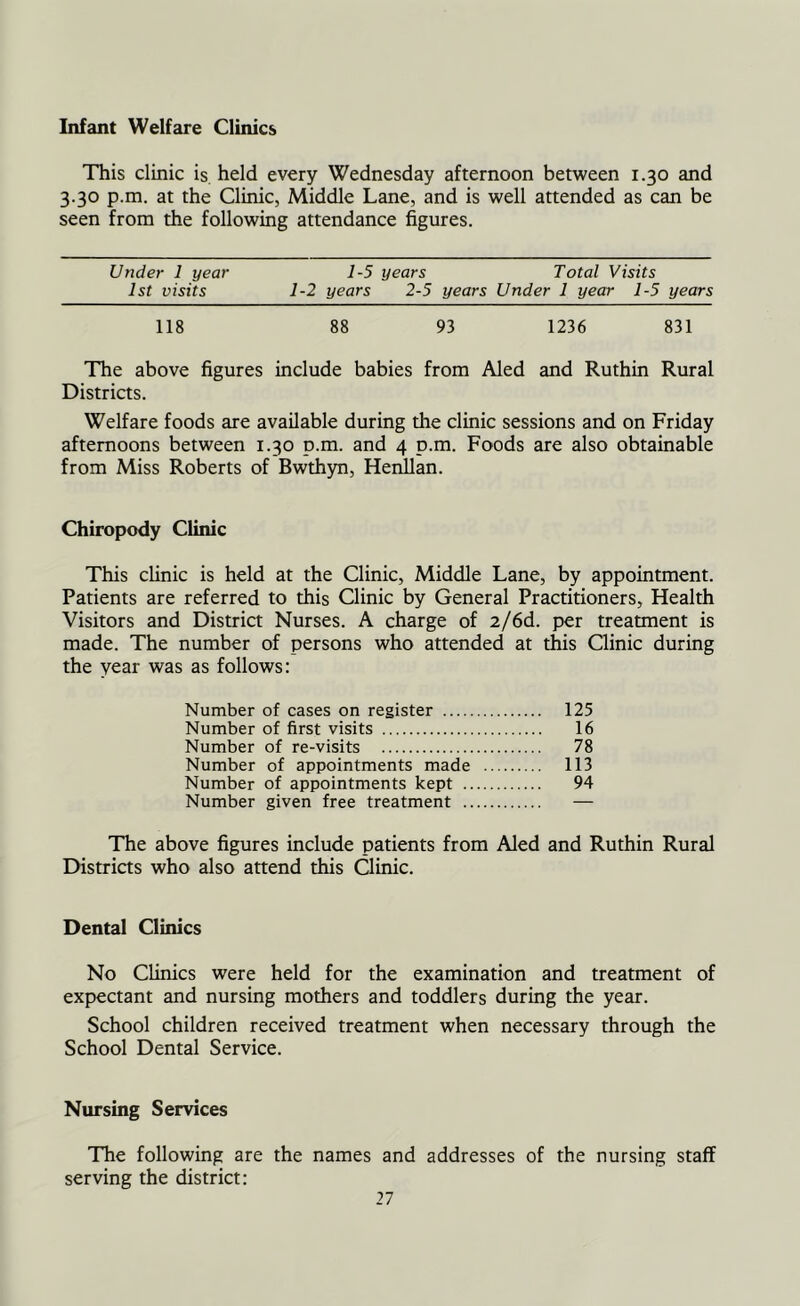 Infant Welfare Clinics
This clinic is held every Wednesday afternoon between 1.30 and
3.30 p.m. at the Clinic, Middle Lane, and is well attended as can be
seen from the following attendance figures.
Under 1 year 1-5 years Total Visits
1st visits 1-2 years 2-5 years Under 1 year 1-5 years
118 88 93 1236 831
The above figures include babies from Aled and Ruthin Rural
Districts.
Welfare foods are available during the clinic sessions and on Friday
afternoons between 1.30 p.m. and 4 p.m. Foods are also obtainable
from Miss Roberts of Bwthyn, Henllan.
Chiropody Clinic
This clinic is held at the Clinic, Middle Lane, by appointment.
Patients are referred to this Clinic by General Practitioners, Health
Visitors and District Nurses. A charge of 2/6d. per treatment is
made. The number of persons who attended at this Clinic during
the year was as follows:
Number of cases on register ................ 125
Number of first visits .......................... 16
Number of re-visits .......................... 78
Number of appointments made ......... 113
Number of appointments kept ............ 94
Number given free treatment ............ —
The above figures include patients from Aled and Ruthin Rural
Districts who also attend this Clinic.
Dental Clinics
No Clinics were held for the examination and treatment of
expectant and nursing mothers and toddlers during the year.
School children received treatment when necessary through the
School Dental Service.
Nursing Services
The following are the names and addresses of the nursing staff
serving the district:
27